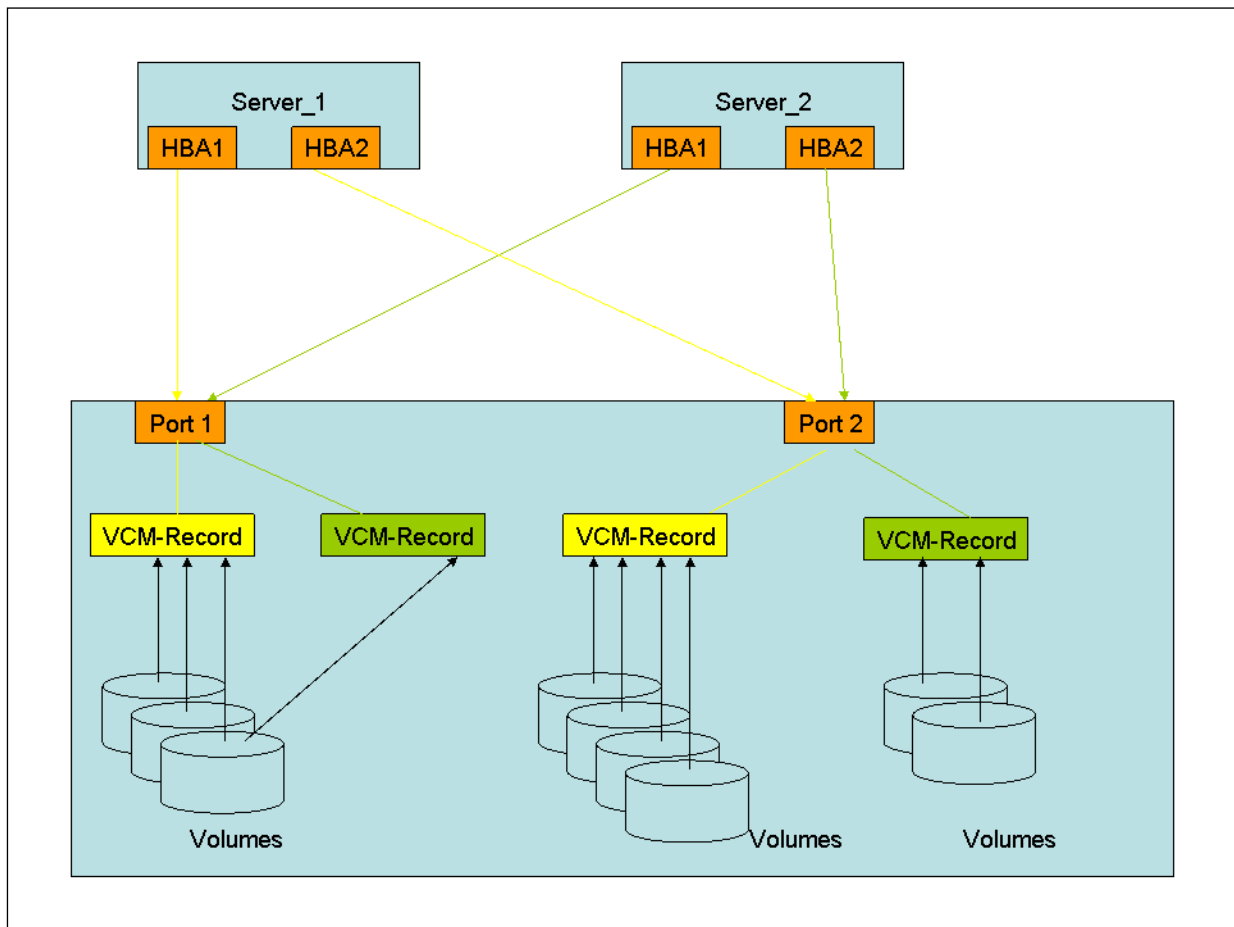 Server_1
Server_2
HBA1
HBA2
HBA1
HBA2
Port 1
Port 2
VCM-Record
VCM-Record
VCM-Record
VCM-Record
Volumes
Volumes
Volumes